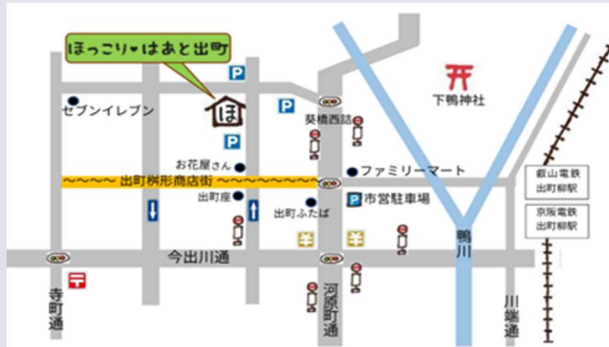 ほっこり♥はあと出町
P
下鴨神社
セブンイレブン
ほ
P
葵橋西詰
P
お花屋さん
ファミリーマート
叡山電鉄
出町柳駅
出町桝形商店街
出町座
出町ふたば
P
市営駐車場
京阪電鉄
出町柳駅
今出川通
鴨川
寺町通
河原町通
川端通